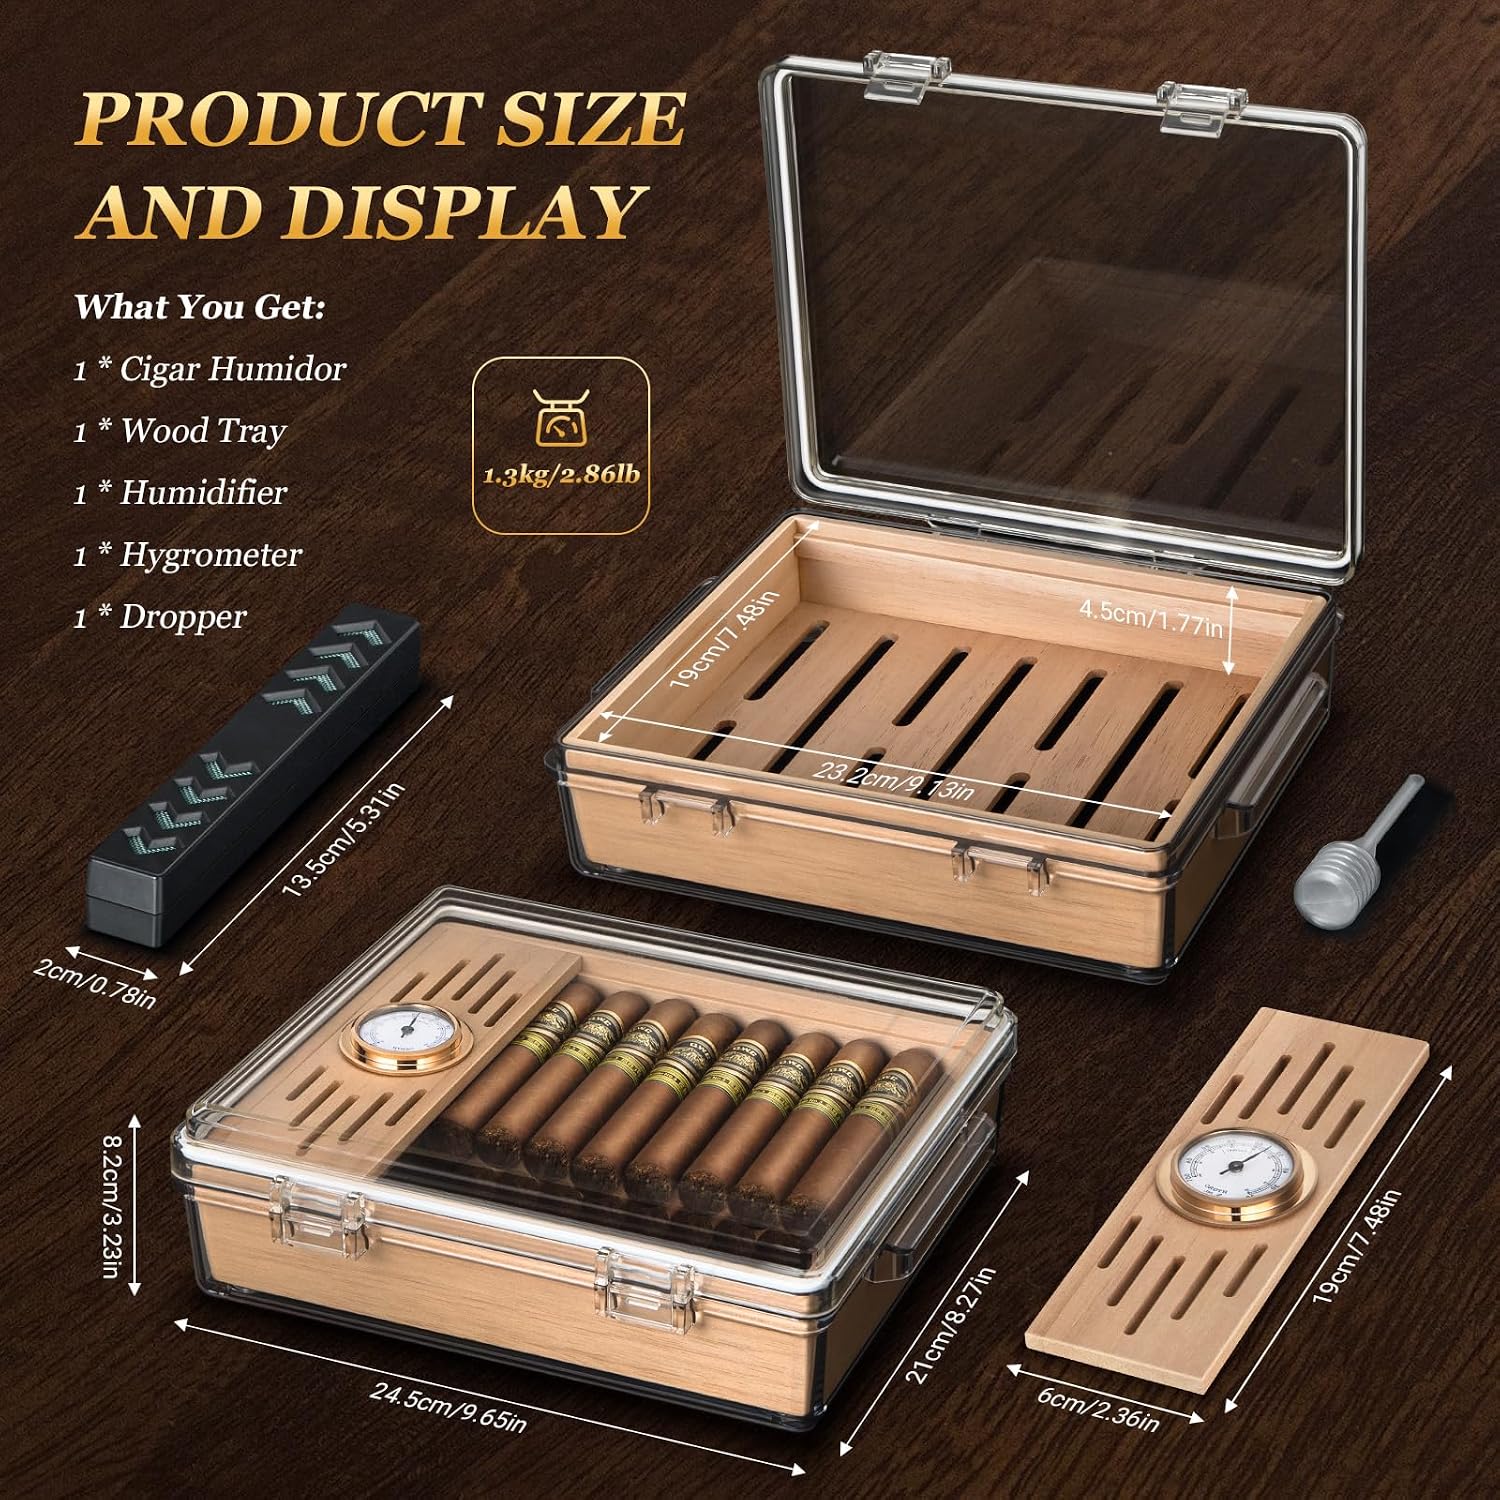 PRODUCT SIZE
AND DISPLAY
What You Get:
1 * Cigar Humidor
1 * Wood Tray
1 * Humidifier
1 * Hygrometer
1 * Dropper
1.3kg/2.86lb
19cm/7.48in
4.5cm/1.77in
23.2cm/9.13in
13.5cm/5.31in
2cm/0.78in
8.2cm/3.23in
24.5cm/9.65in
21cm/8.27in
19cm/7.48in
6cm/2.36in